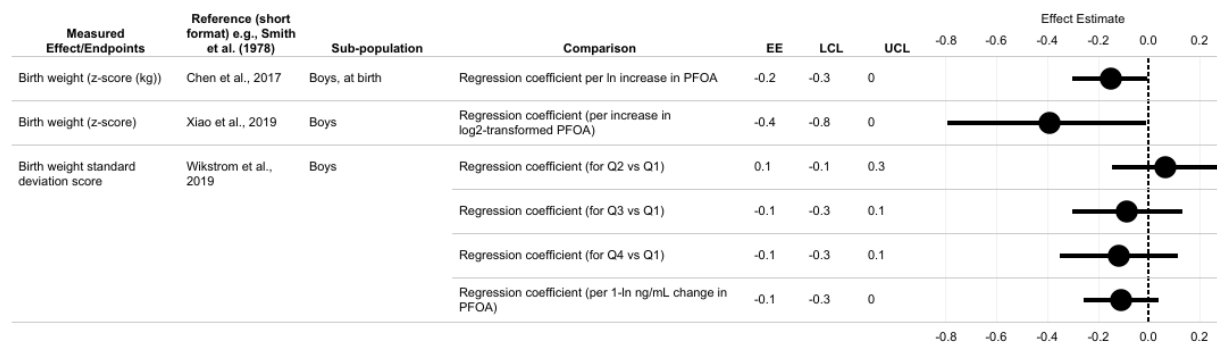 Measured
Effect/Endpoints
Reference (short
format) e.g., Smith
et al. (1978)
Sub-population
Comparison
EE
LCL
UCL
Effect Estimate
-0.8 -0.6 -0.4 -0.2 0.0 0.2
Birth weight (z-score (kg)) Chen et al., 2017 Boys, at birth Regression coefficient per ln increase in PFOA -0.2 -0.3 0
Birth weight (z-score) Xiao et al., 2019 Boys Regression coefficient (per increase in
log2-transformed PFOA) -0.4 -0.8 0
Birth weight standard
deviation score
Wikstrom et al.,
2019
Boys
Regression coefficient (for Q2 vs Q1) 0.1 -0.1 0.3
Regression coefficient (for Q3 vs Q1) -0.1 -0.3 0.1
Regression coefficient (for Q4 vs Q1) -0.1 -0.3 0.1
Regression coefficient (per 1-ln ng/mL change in
PFOA) -0.1 -0.3 0
-0.8 -0.6 -0.4 -0.2 0.0 0.2